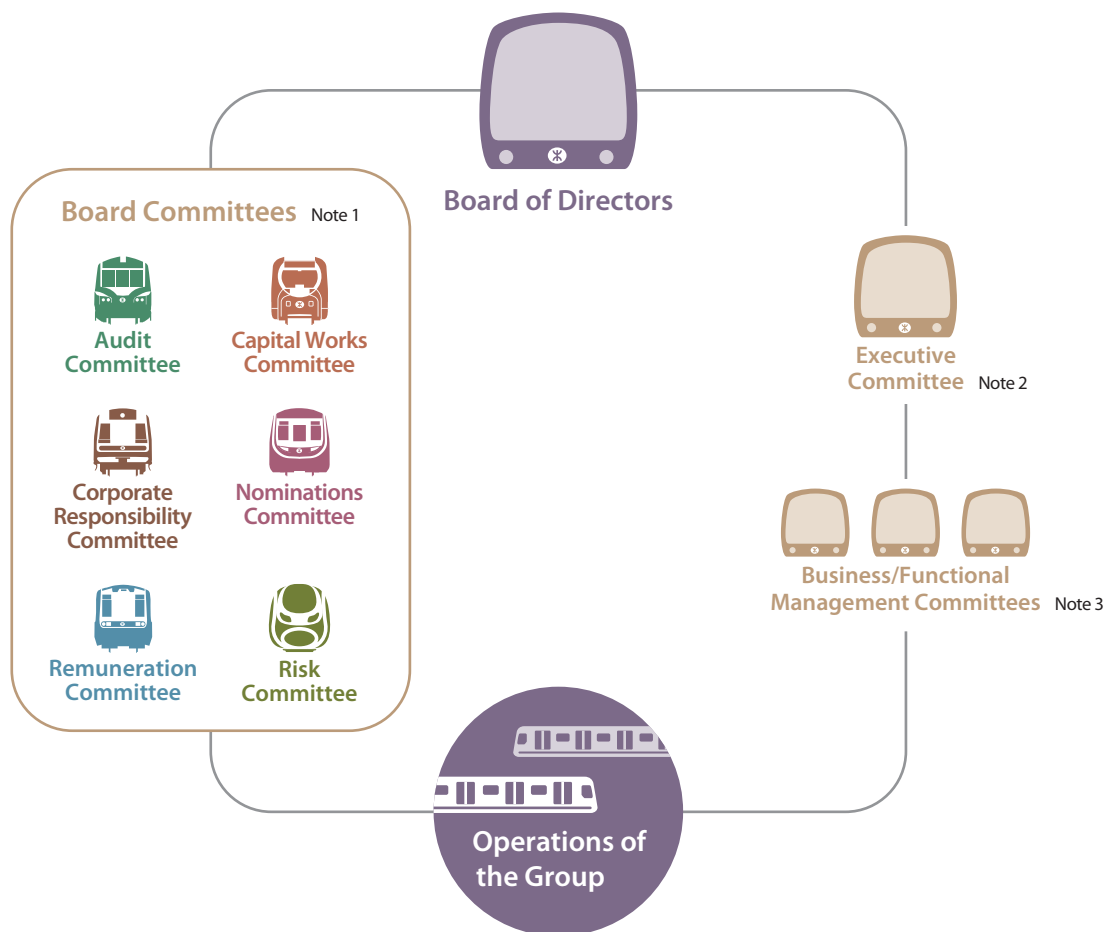 Board of Directors
Board Committees Note 1
Audit
Committee
Capital Works
Committee
Corporate
Responsibility
Committee
Nominations
Committee
Remuneration
Committee
Risk
Committee
Executive
Committee Note 2
Business/Functional
Management Committees Note 3
Operations of
the Group